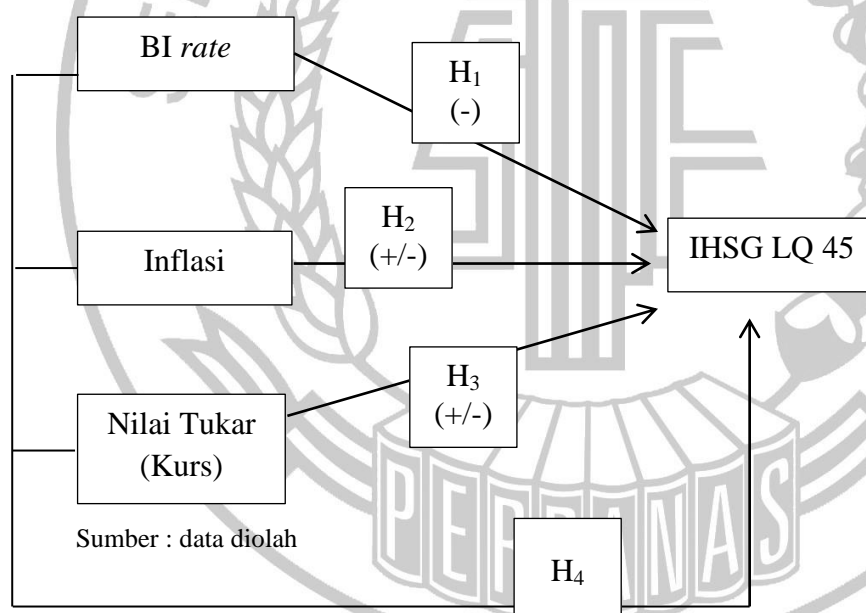 BI rate
H₁
(-)
H₂
(+/-)
Inflasi
IHSG LQ 45
H₃
(+/-)
Nilai Tukar
(Kurs)
Sumber : data diolah
H₄